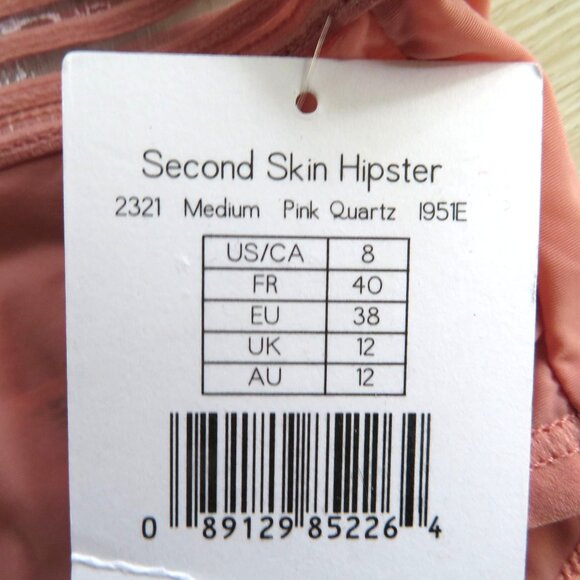 Second Skin Hipster
2321 Medium Pink Quartz 1951E
US/CA 8
FR 40
EU 38
UK 12
AU 12
0 89129 85226 4